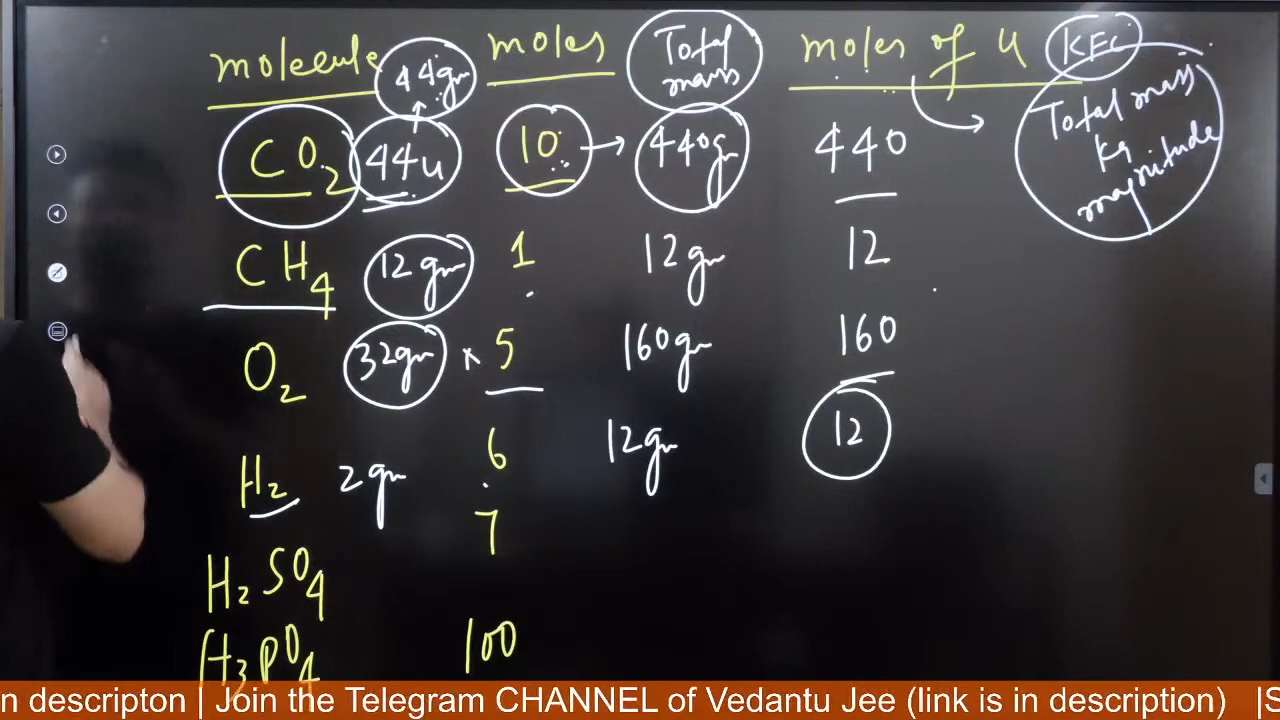 molecule 44gm moles Total mass moles of u KEC
CO2 44u 10 → 440gm 440 Total mass
Ka
magnitude
CH4 12gm 1 12gm 12
O2 32gm × 5 160gm 160
H2 2gm 6 12gm 12
H2SO4 7
H3PO4 100
n descripton | Join the Telegram CHANNEL of Vedantu Jee (link is in description) |S